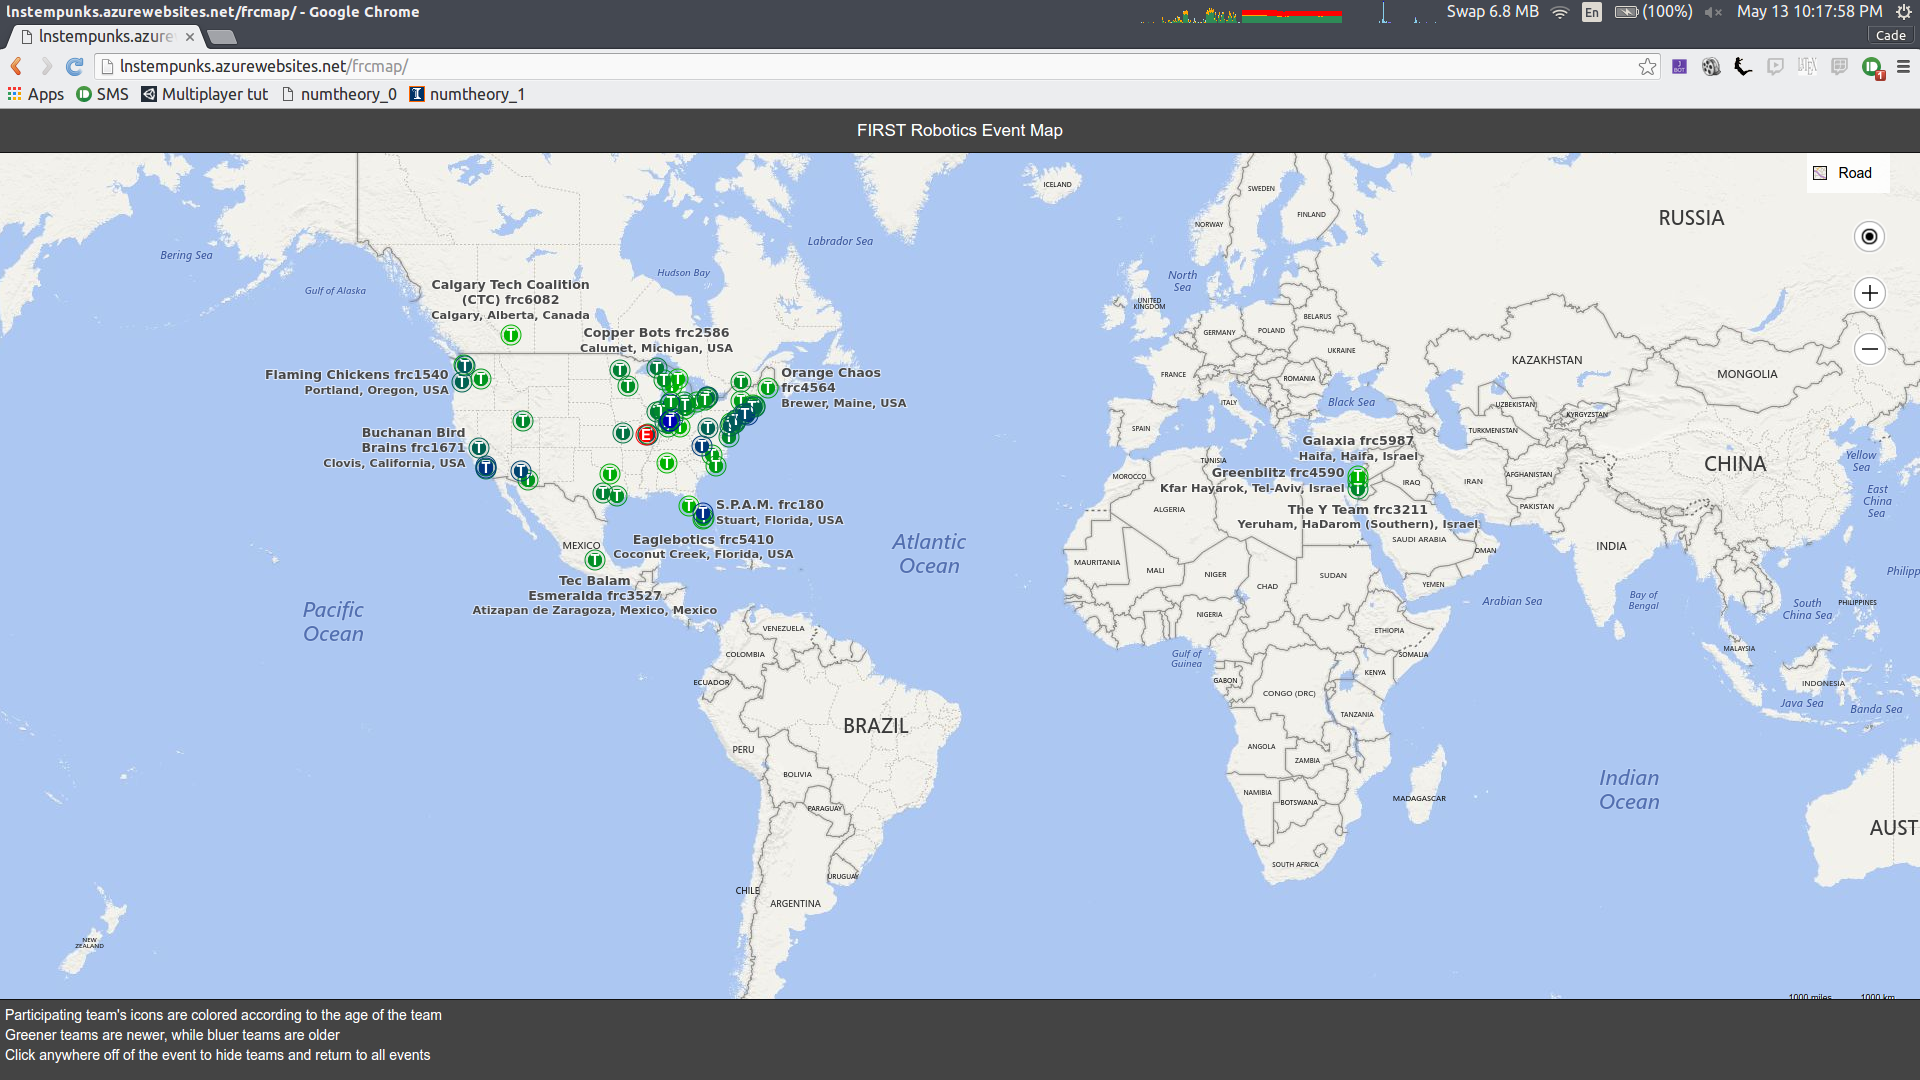 lnstempunks.azurewebsites.net/frcmap/ - Google Chrome
Swap 6.8 MB
En
(100%)
May 13 10:17:58 PM
lnstempunks.azure
Cade
lnstempunks.azurewebsites.net/frcmap/
1
Apps
SMS
Multiplayer tut
numtheory_0
numtheory_1
FIRST Robotics Event Map
Road
ICELAND
SWEDEN
FINLAND
NORWAY
RUSSIA
Bering Sea
Labrador Sea
Gulf of Alaska
Hudson Bay
North
Sea
UNITED
KINGDOM
BELARUS
GERMANY
POLAND
UKRAINE
FRANCE
ROMANIA
ITALY
Black Sea
SPAIN
KAZAKHSTAN
MONGOLIA
UZBEKISTAN
KYRGYZSTAN
TURKMENISTAN
CHINA
Yellow
Sea
East
China
Sea
Calgary Tech Coalition
(CTC) frc6082
Calgary, Alberta, Canada
Copper Bots frc2586
Calumet, Michigan, USA
Flaming Chickens frc1540
Portland, Oregon, USA
Orange Chaos
frc4564
Brewer, Maine, USA
Buchanan Bird
Brains frc1671
Clovis, California, USA
E
T
S.P.A.M. frc180
Stuart, Florida, USA
Eaglebotics frc5410
Coconut Creek, Florida, USA
MEXICO
Tec Balam
Esmeralda frc3527
Atizapan de Zaragoza, Mexico, Mexico
Galaxia frc5987
Haifa, Haifa, Israel
Greenblitz frc4590
Kfar Hayarok, Tel-Aviv, Israel
The Y Team frc3211
Yeruham, HaDarom (Southern), Israel
TUNISIA
MOROCCO
ALGERIA
IRAQ
IRAN
AFGHANISTAN
PAKISTAN
SAUDI ARABIA
OMAN
INDIA
YEMEN
MAURITANIA
MALI
NIGER
CHAD
SUDAN
NIGERIA
ETHIOPIA
SOMALIA
Gulf of
Guinea
GABON
CONGO (DRC)
KENYA
TANZANIA
ANGOLA
ZAMBIA
NAMIBIA
BOTSWANA
MADAGASCAR
SOUTH AFRICA
Arabian Sea
Bay of
Bengal
South
China Sea
Philipp
PHILIPPINES
MALAYSIA
INDONESIA
Java Sea
Banda Sea
Atlantic
Ocean
Pacific
Ocean
Indian
Ocean
VENEZUELA
COLOMBIA
ECUADOR
BRAZIL
PERU
BOLIVIA
PARAGUAY
URUGUAY
CHILE
ARGENTINA
NEW
ZEALAND
AUST
1000 miles
1000 km
Participating team's icons are colored according to the age of the team
Greener teams are newer, while bluer teams are older
Click anywhere off of the event to hide teams and return to all events